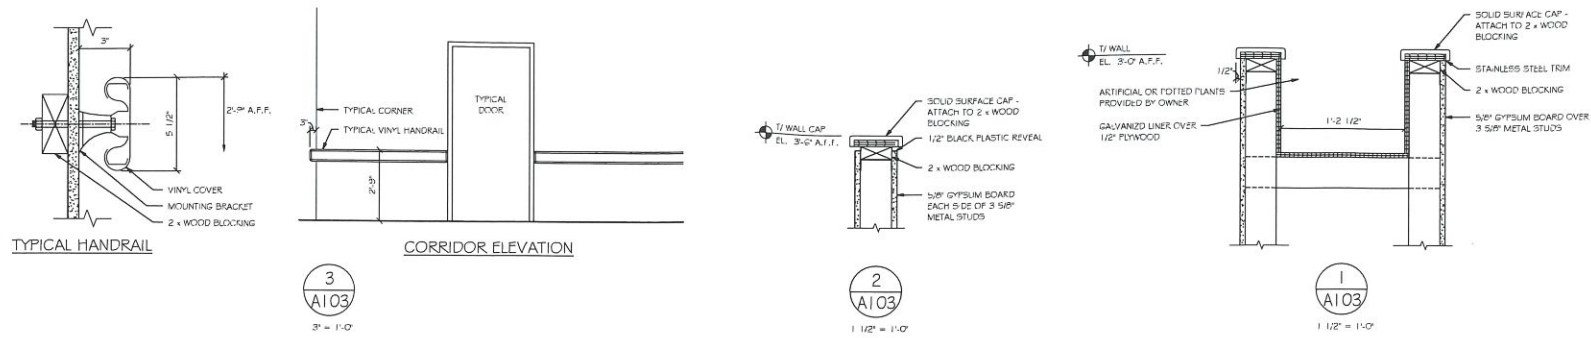 3"
5 1/2"
2'-9" A.F.F.
VINYL COVER
MOUNTING BRACKET
2 x WOOD BLOCKING
TYPICAL HANDRAIL
3"
TYPICAL CORNER
TYPICAL VINYL HANDRAIL
TYPICAL
DOOR
2'-9"
CORRIDOR ELEVATION
3
A103
3" = 1'-0"
T/ WALL CAP
EL. 3'-6" A.F.F.
SOLID SURFACE CAP -
ATTACH TO 2 x WOOD
BLOCKING
1/2" BLACK PLASTIC REVEAL
2 x WOOD BLOCKING
5/8" GYPSUM BOARD
EACH SIDE OF 3 5/8"
METAL STUDS
2
A103
1 1/2" = 1'-0"
T/ WALL
EL. 3'-0" A.F.F.
1/2"
ARTIFICIAL OR POTTED PLANTS
PROVIDED BY OWNER
GALVANIZED LINER OVER
1/2" PLYWOOD
1'-2 1/2"
SOLID SURFACE CAP -
ATTACH TO 2 x WOOD
BLOCKING
STAINLESS STEEL TRIM
2 x WOOD BLOCKING
5/8" GYPSUM BOARD OVER
3 5/8" METAL STUDS
1
A103
1 1/2" = 1'-0"